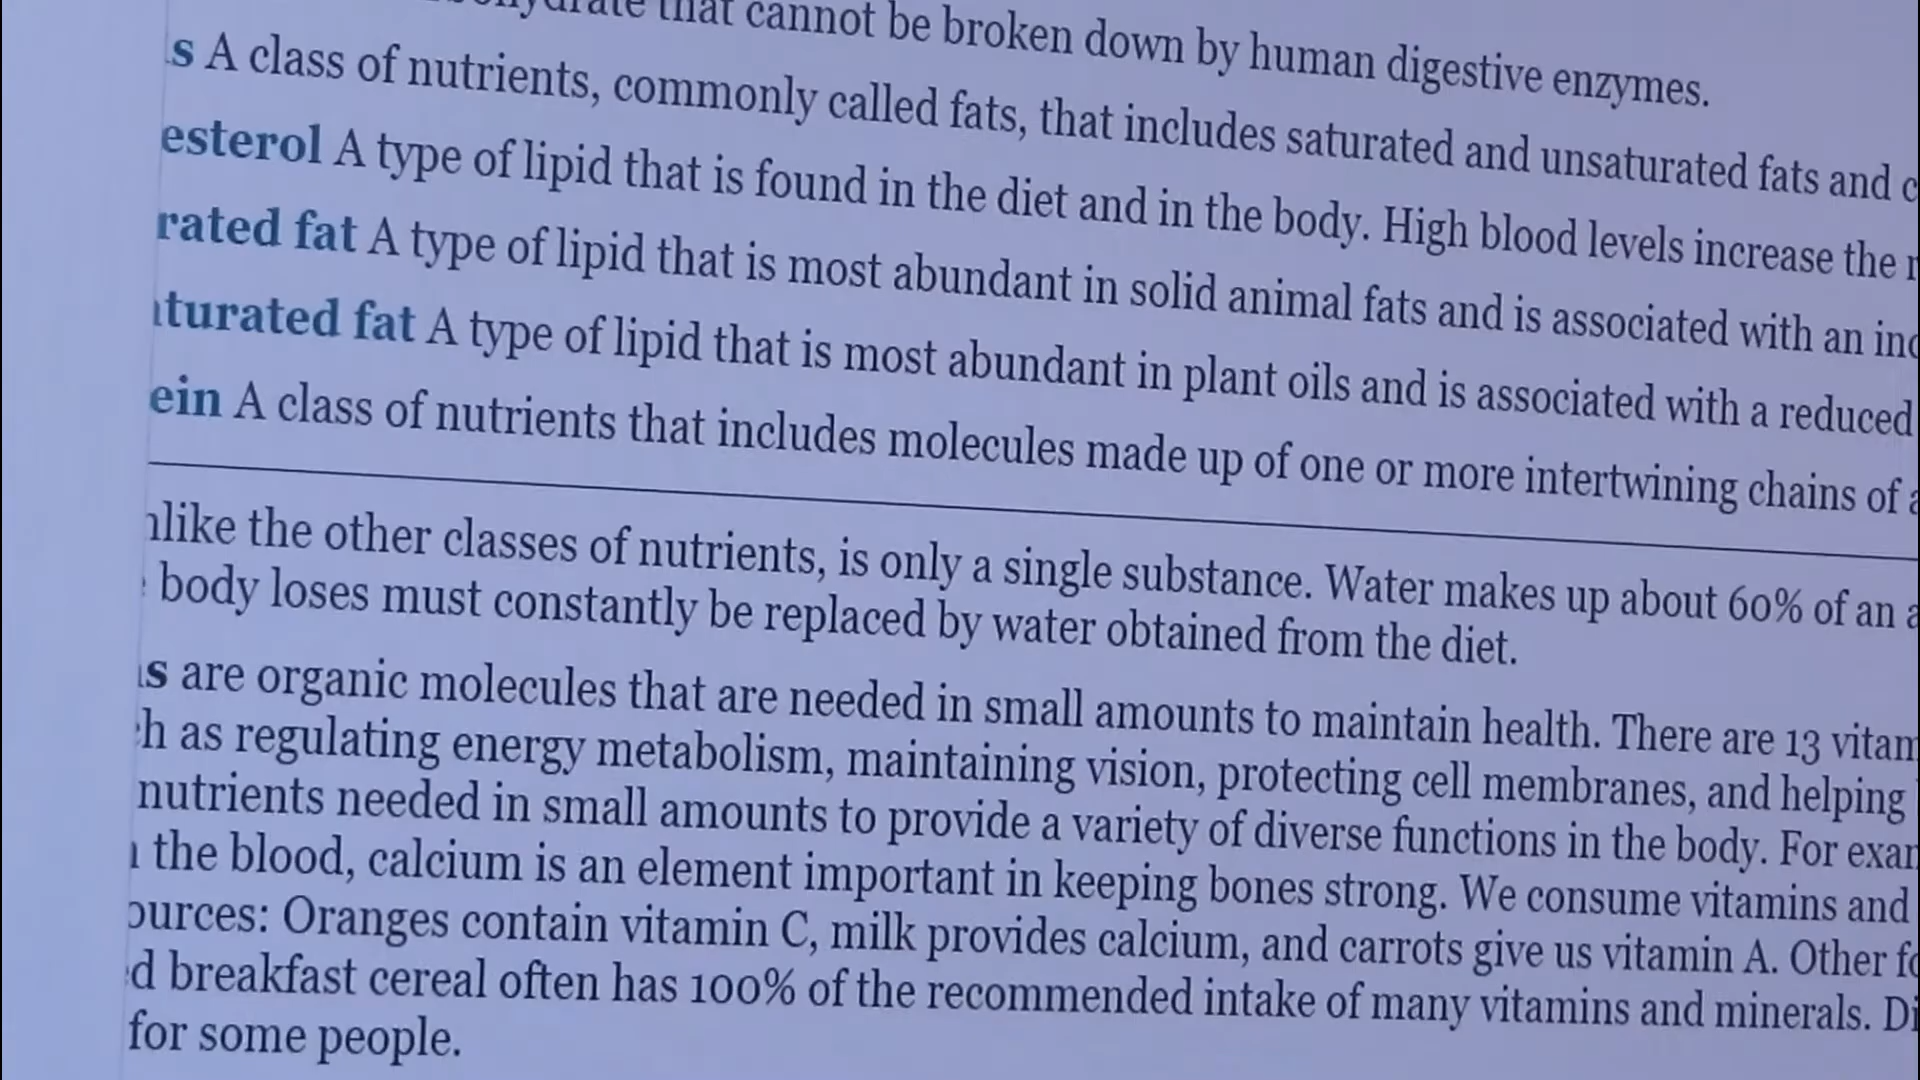 that cannot be broken down by human digestive enzymes.
s A class of nutrients, commonly called fats, that includes saturated and unsaturated fats and
esterol A type of lipid that is found in the diet and in the body. High blood levels increase the
rated fat A type of lipid that is most abundant in solid animal fats and is associated with an
turated fat A type of lipid that is most abundant in plant oils and is associated with a reduced
ein A class of nutrients that includes molecules made up of one or more intertwining chains of
like the other classes of nutrients, is only a single substance. Water makes up about 60% of an
body loses must constantly be replaced by water obtained from the diet.
s are organic molecules that are needed in small amounts to maintain health. There are 13 vitam
h as regulating energy metabolism, maintaining vision, protecting cell membranes, and helping
nutrients needed in small amounts to provide a variety of diverse functions in the body. For exam
the blood, calcium is an element important in keeping bones strong. We consume vitamins and
ources: Oranges contain vitamin C, milk provides calcium, and carrots give us vitamin A. Other fo
d breakfast cereal often has 100% of the recommended intake of many vitamins and minerals. Di
for some people.